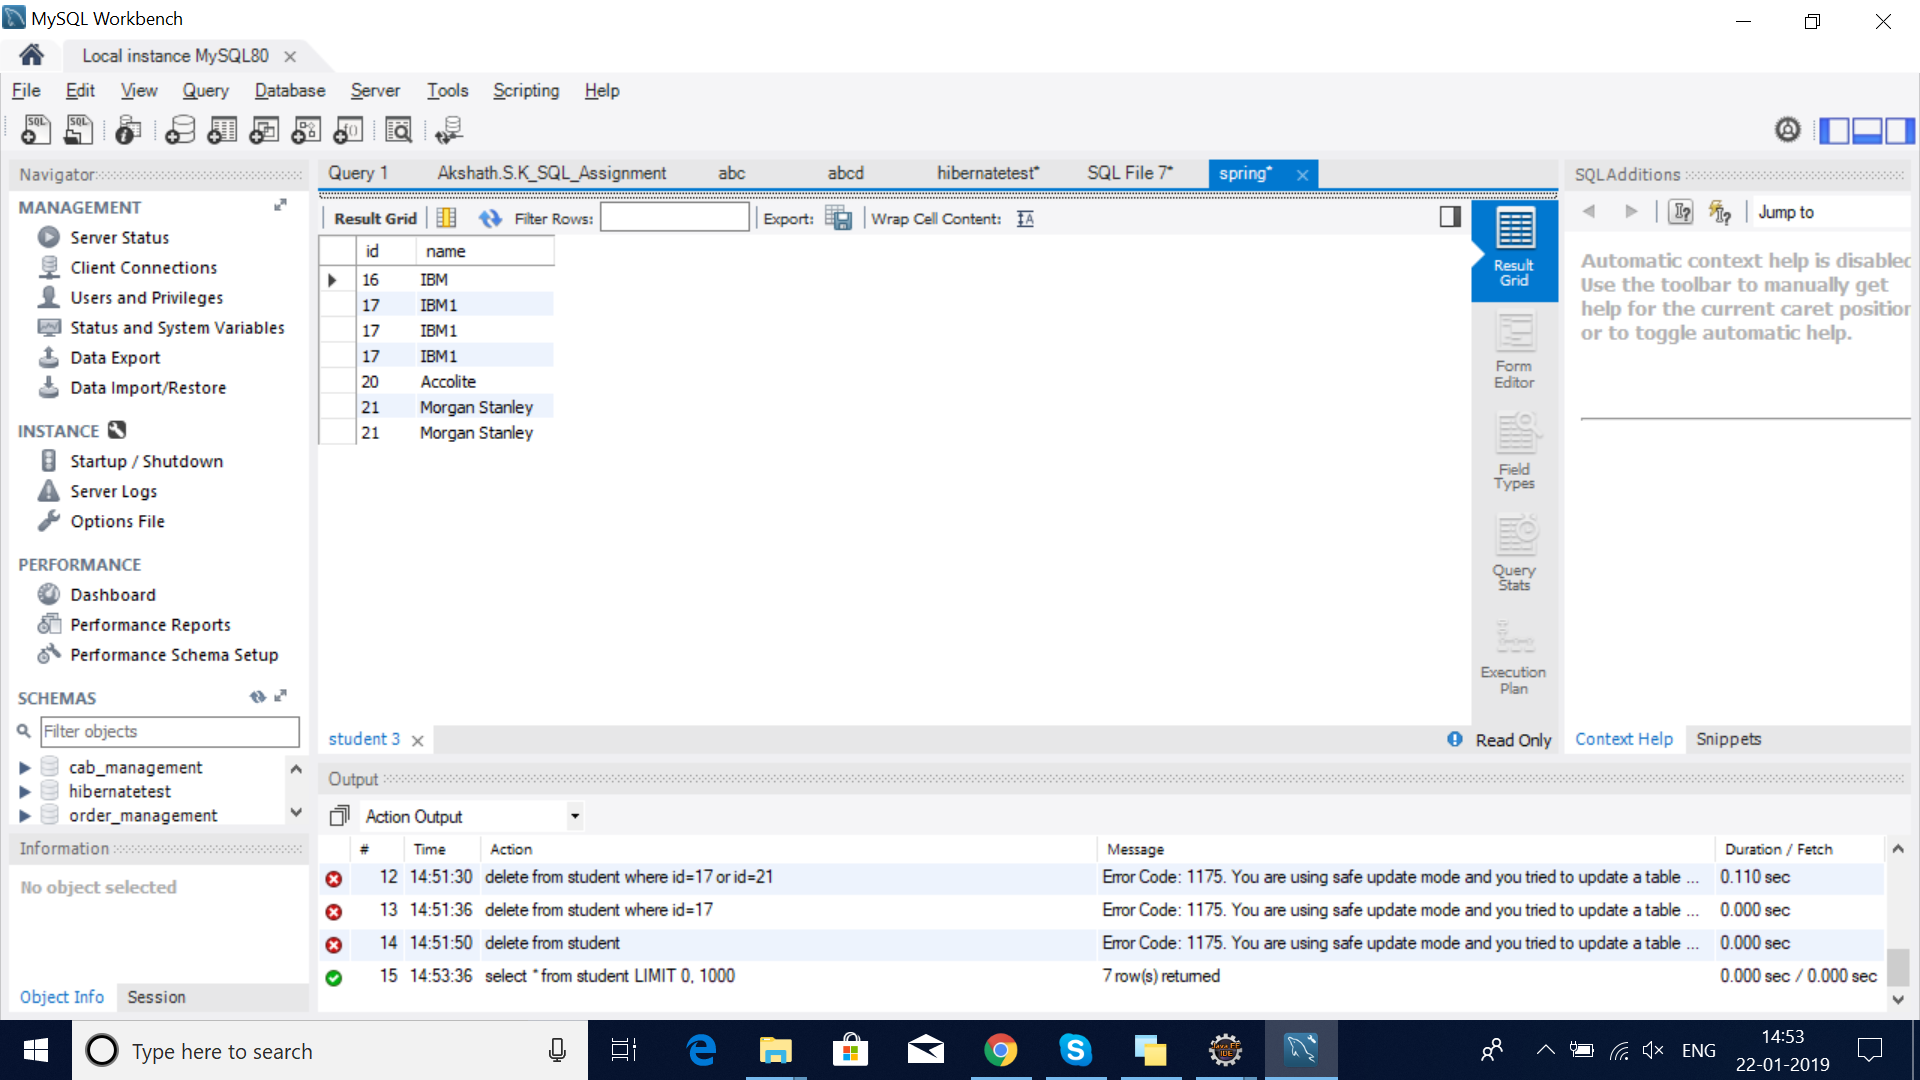 MySQL Workbench
Local instance MySQL80
File Edit View Query Database Server Tools Scripting Help
Navigator
MANAGEMENT
Server Status
Client Connections
Users and Privileges
Status and System Variables
Data Export
Data Import/Restore
INSTANCE
Startup / Shutdown
Server Logs
Options File
PERFORMANCE
Dashboard
Performance Reports
Performance Schema Setup
SCHEMAS
Filter objects
cab_management
hibernatetest
order_management
Information
No object selected
Object Info Session
Query 1 Akshath.S.K_SQL_Assignment abc abcd hibernatetest* SQL File 7* spring*
Result Grid Filter Rows: Export: Wrap Cell Content:
id name
16 IBM
17 IBM1
17 IBM1
17 IBM1
20 Accolite
21 Morgan Stanley
21 Morgan Stanley
Result
Grid
Form
Editor
Field
Types
Query
Stats
Execution
Plan
student 3
Read Only
SQLAdditions
Jump to
Automatic context help is disabled
Use the toolbar to manually get
help for the current caret position
or to toggle automatic help.
Context Help Snippets
Output
Action Output
# Time Action Message Duration / Fetch
12 14:51:30 delete from student where id=17 or id=21 Error Code: 1175. You are using safe update mode and you tried to update a table ... 0.110 sec
13 14:51:36 delete from student where id=17 Error Code: 1175. You are using safe update mode and you tried to update a table ... 0.000 sec
14 14:51:50 delete from student Error Code: 1175. You are using safe update mode and you tried to update a table ... 0.000 sec
15 14:53:36 select * from student LIMIT 0, 1000 7 row(s) returned 0.000 sec / 0.000 sec
Type here to search
ENG
14:53
22-01-2019